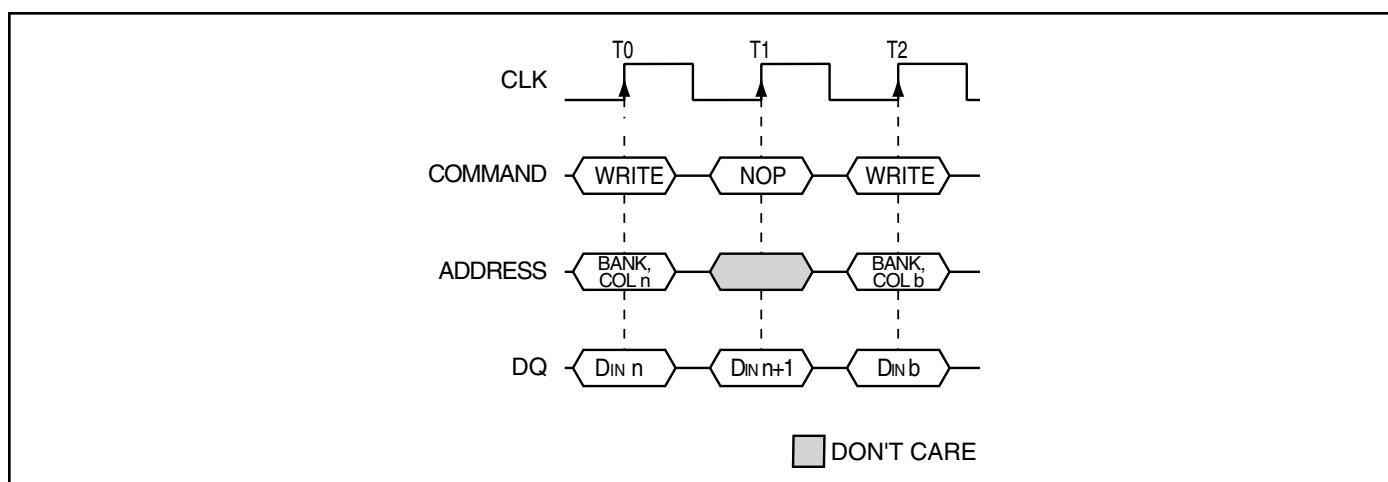 T0 T1 T2
CLK
COMMAND WRITE NOP WRITE
ADDRESS BANK, COL n BANK, COL b
DQ DIN n DIN n+1 DIN b
DON'T CARE